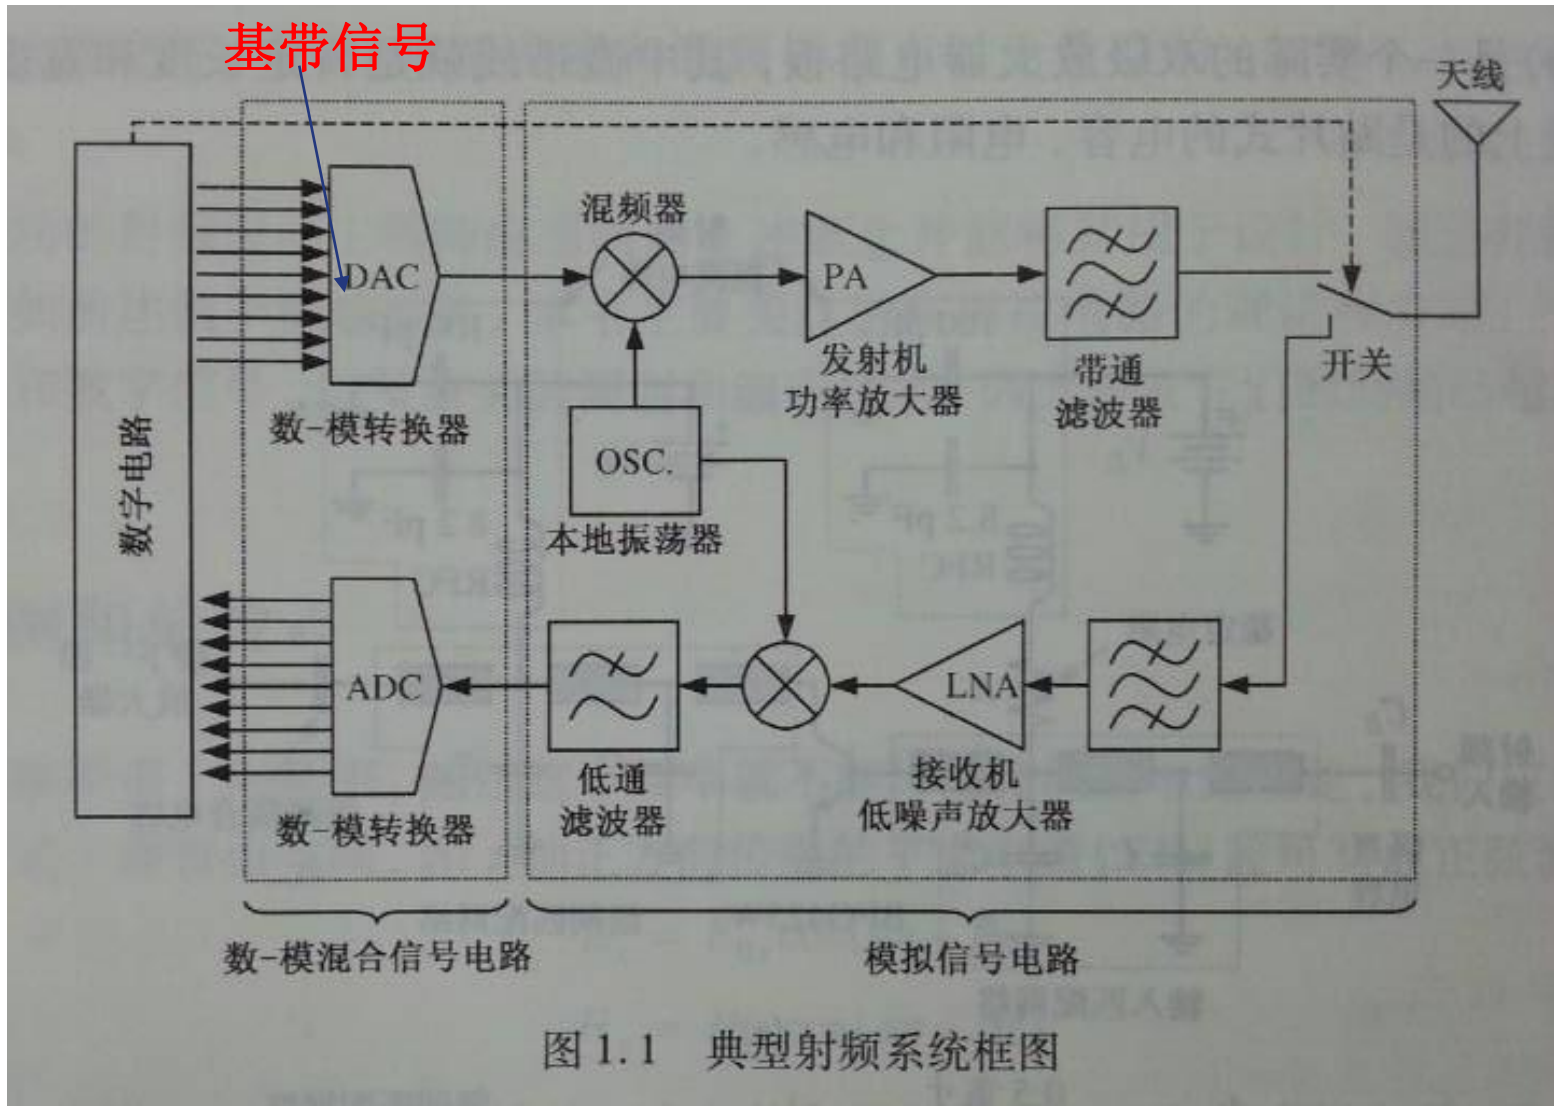 基带信号
天线
混频器
DAC
PA
发射机
功率放大器
带通
滤波器
开关
数-模转换器
OSC.
本地振荡器
数字电路
ADC
LNA
低通
滤波器
接收机
低噪声放大器
数-模转换器
数-模混合信号电路
模拟信号电路
图 1.1 典型射频系统框图